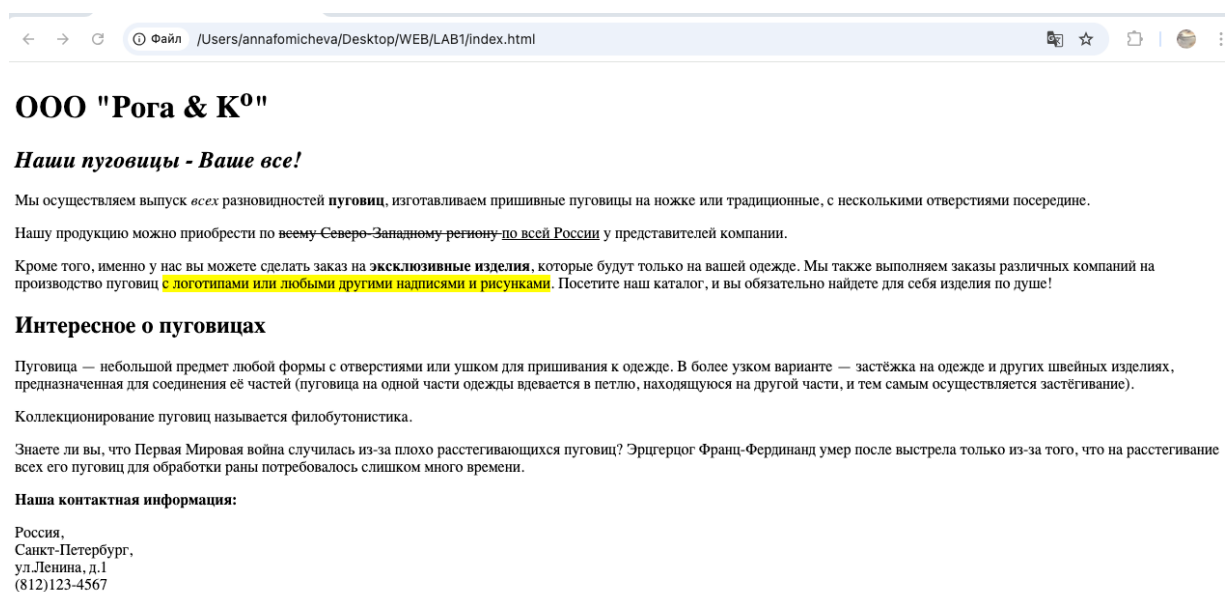 Файл /Users/annafomicheva/Desktop/WEB/LAB1/index.html
ООО "Рога & Kº"
Наши пуговицы - Ваше все!
Мы осуществляем выпуск всех разновидностей пуговиц, изготавливаем пришивные пуговицы на ножке или традиционные, с несколькими отверстиями посередине.
Нашу продукцию можно приобрести по всему Северо-Западному региону по всей России у представителей компании.
Кроме того, именно у нас вы можете сделать заказ на эксклюзивные изделия, которые будут только на вашей одежде. Мы также выполняем заказы различных компаний на
производство пуговиц с логотипами или любыми другими надписями и рисунками. Посетите наш каталог, и вы обязательно найдете для себя изделия по душе!
Интересное о пуговицах
Пуговица — небольшой предмет любой формы с отверстиями или ушком для пришивания к одежде. В более узком варианте — застёжка на одежде и других швейных изделиях,
предназначенная для соединения её частей (пуговица на одной части одежды вдевается в петлю, находящуюся на другой части, и тем самым осуществляется застёгивание).
Коллекционирование пуговиц называется филобутонистика.
Знаете ли вы, что Первая Мировая война случилась из-за плохо расстегивающихся пуговиц? Эрцгерцог Франц-Фердинанд умер после выстрела только из-за того, что на расстегивание
всех его пуговиц для обработки раны потребовалось слишком много времени.
Наша контактная информация:
Россия,
Санкт-Петербург,
ул.Ленина, д.1
(812)123-4567